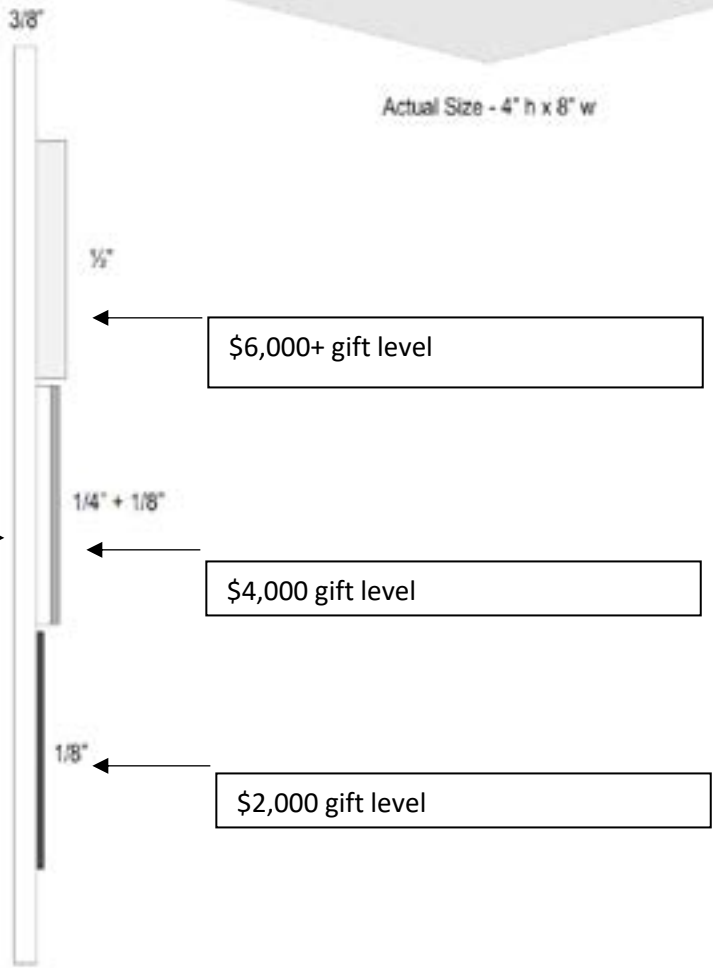 3/8"
Actual Size - 4" h x 8" w
½"
$6,000+ gift level
1/4" + 1/8"
$4,000 gift level
1/8"
$2,000 gift level